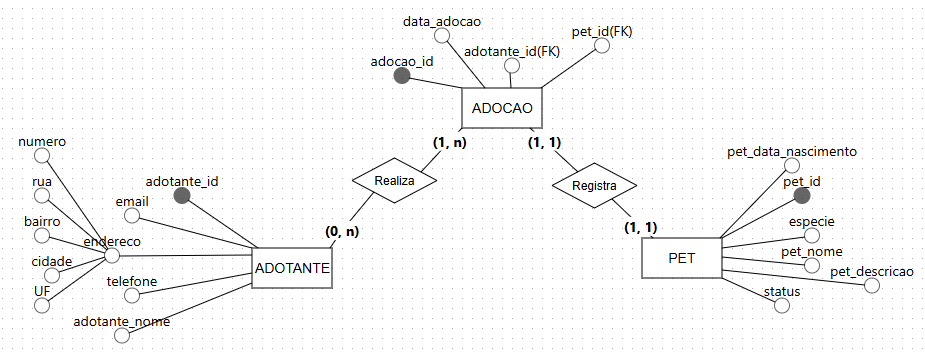 data_adocao
pet_id(FK)
adotante_id(FK)
adocao_id
ADOCAO
(1, n)
(1, 1)
numero
pet_data_nascimento
rua
adotante_id
Realiza
Registra
pet_id
email
bairro
especie
(0, n)
(1, 1)
endereco
pet_nome
cidade
ADOTANTE
PET
pet_descricao
UF
telefone
status
adotante_nome